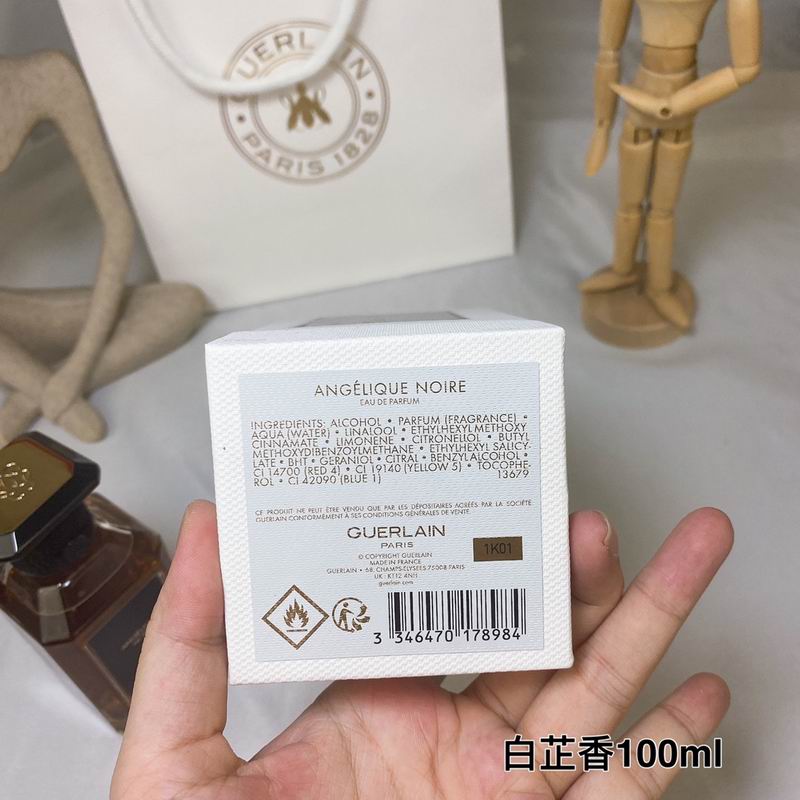 GUERLAIN
PARIS 1828
ANGÉLIQUE NOIRE
EAU DE PARFUM
INGREDIENTS: ALCOHOL • PARFUM (FRAGRANCE) •
AQUA (WATER) • LINALOOL • ETHYLHEXYL METHOXY
CINNAMATE • LIMONENE • CITRONELLOL • BUTYL
METHOXYDIBENZOYLMETHANE • ETHYLHEXYL SALICY-
LATE • BHT • GERANIOL • CITRAL • BENZYL ALCOHOL •
CI 14700 (RED 4) • CI 19140 (YELLOW 5) • TOCOPHE-
ROL • CI 42090 (BLUE 1) 13679
CE PRODUIT NE PEUT ÊTRE VENDU QUE PAR LES DÉPOSITAIRES AGRÉÉS PAR LA SOCIÉTÉ
GUERLAIN CONFORMÉMENT À SES CONDITIONS GÉNÉRALES DE VENTE.
GUERLAIN
PARIS
1K01
© COPYRIGHT GUERLAIN
MADE IN FRANCE
GUERLAIN • 68, CHAMPS-ELYSEES 75008 PARIS
UK : KT12 4NH
guerlain.com
3 346470 178984
白芷香100ml